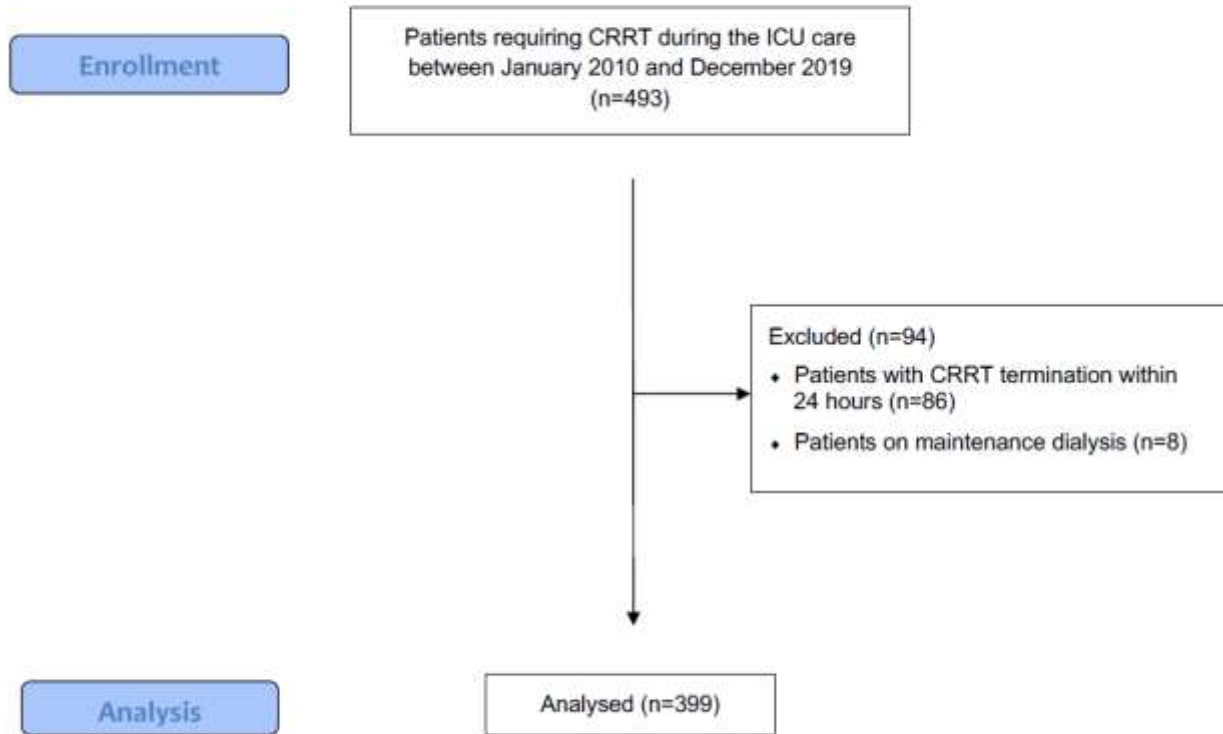 Enrollment
Patients requiring CRRT during the ICU care
between January 2010 and December 2019
(n=493)
Excluded (n=94)
⬥ Patients with CRRT termination within
24 hours (n=86)
⬥ Patients on maintenance dialysis (n=8)
Analysis
Analysed (n=399)